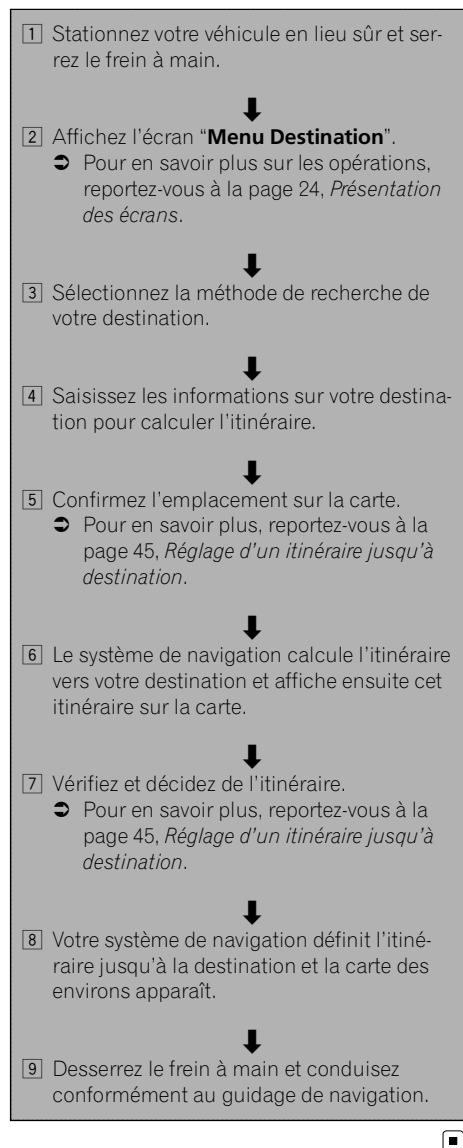 1 Stationnez votre véhicule en lieu sûr et ser-
rez le frein à main.
2 Affichez l'écran “Menu Destination”.
➲ Pour en savoir plus sur les opérations,
reportez-vous à la page 24, Présentation
des écrans.
3 Sélectionnez la méthode de recherche de
votre destination.
4 Saisissez les informations sur votre destina-
tion pour calculer l'itinéraire.
5 Confirmez l'emplacement sur la carte.
➲ Pour en savoir plus, reportez-vous à la
page 45, Réglage d'un itinéraire jusqu'à
destination.
6 Le système de navigation calcule l'itinéraire
vers votre destination et affiche ensuite cet
itinéraire sur la carte.
7 Vérifiez et décidez de l'itinéraire.
➲ Pour en savoir plus, reportez-vous à la
page 45, Réglage d'un itinéraire jusqu'à
destination.
8 Votre système de navigation définit l'itiné-
raire jusqu'à la destination et la carte des
environs apparaît.
9 Desserrez le frein à main et conduisez
conformément au guidage de navigation.